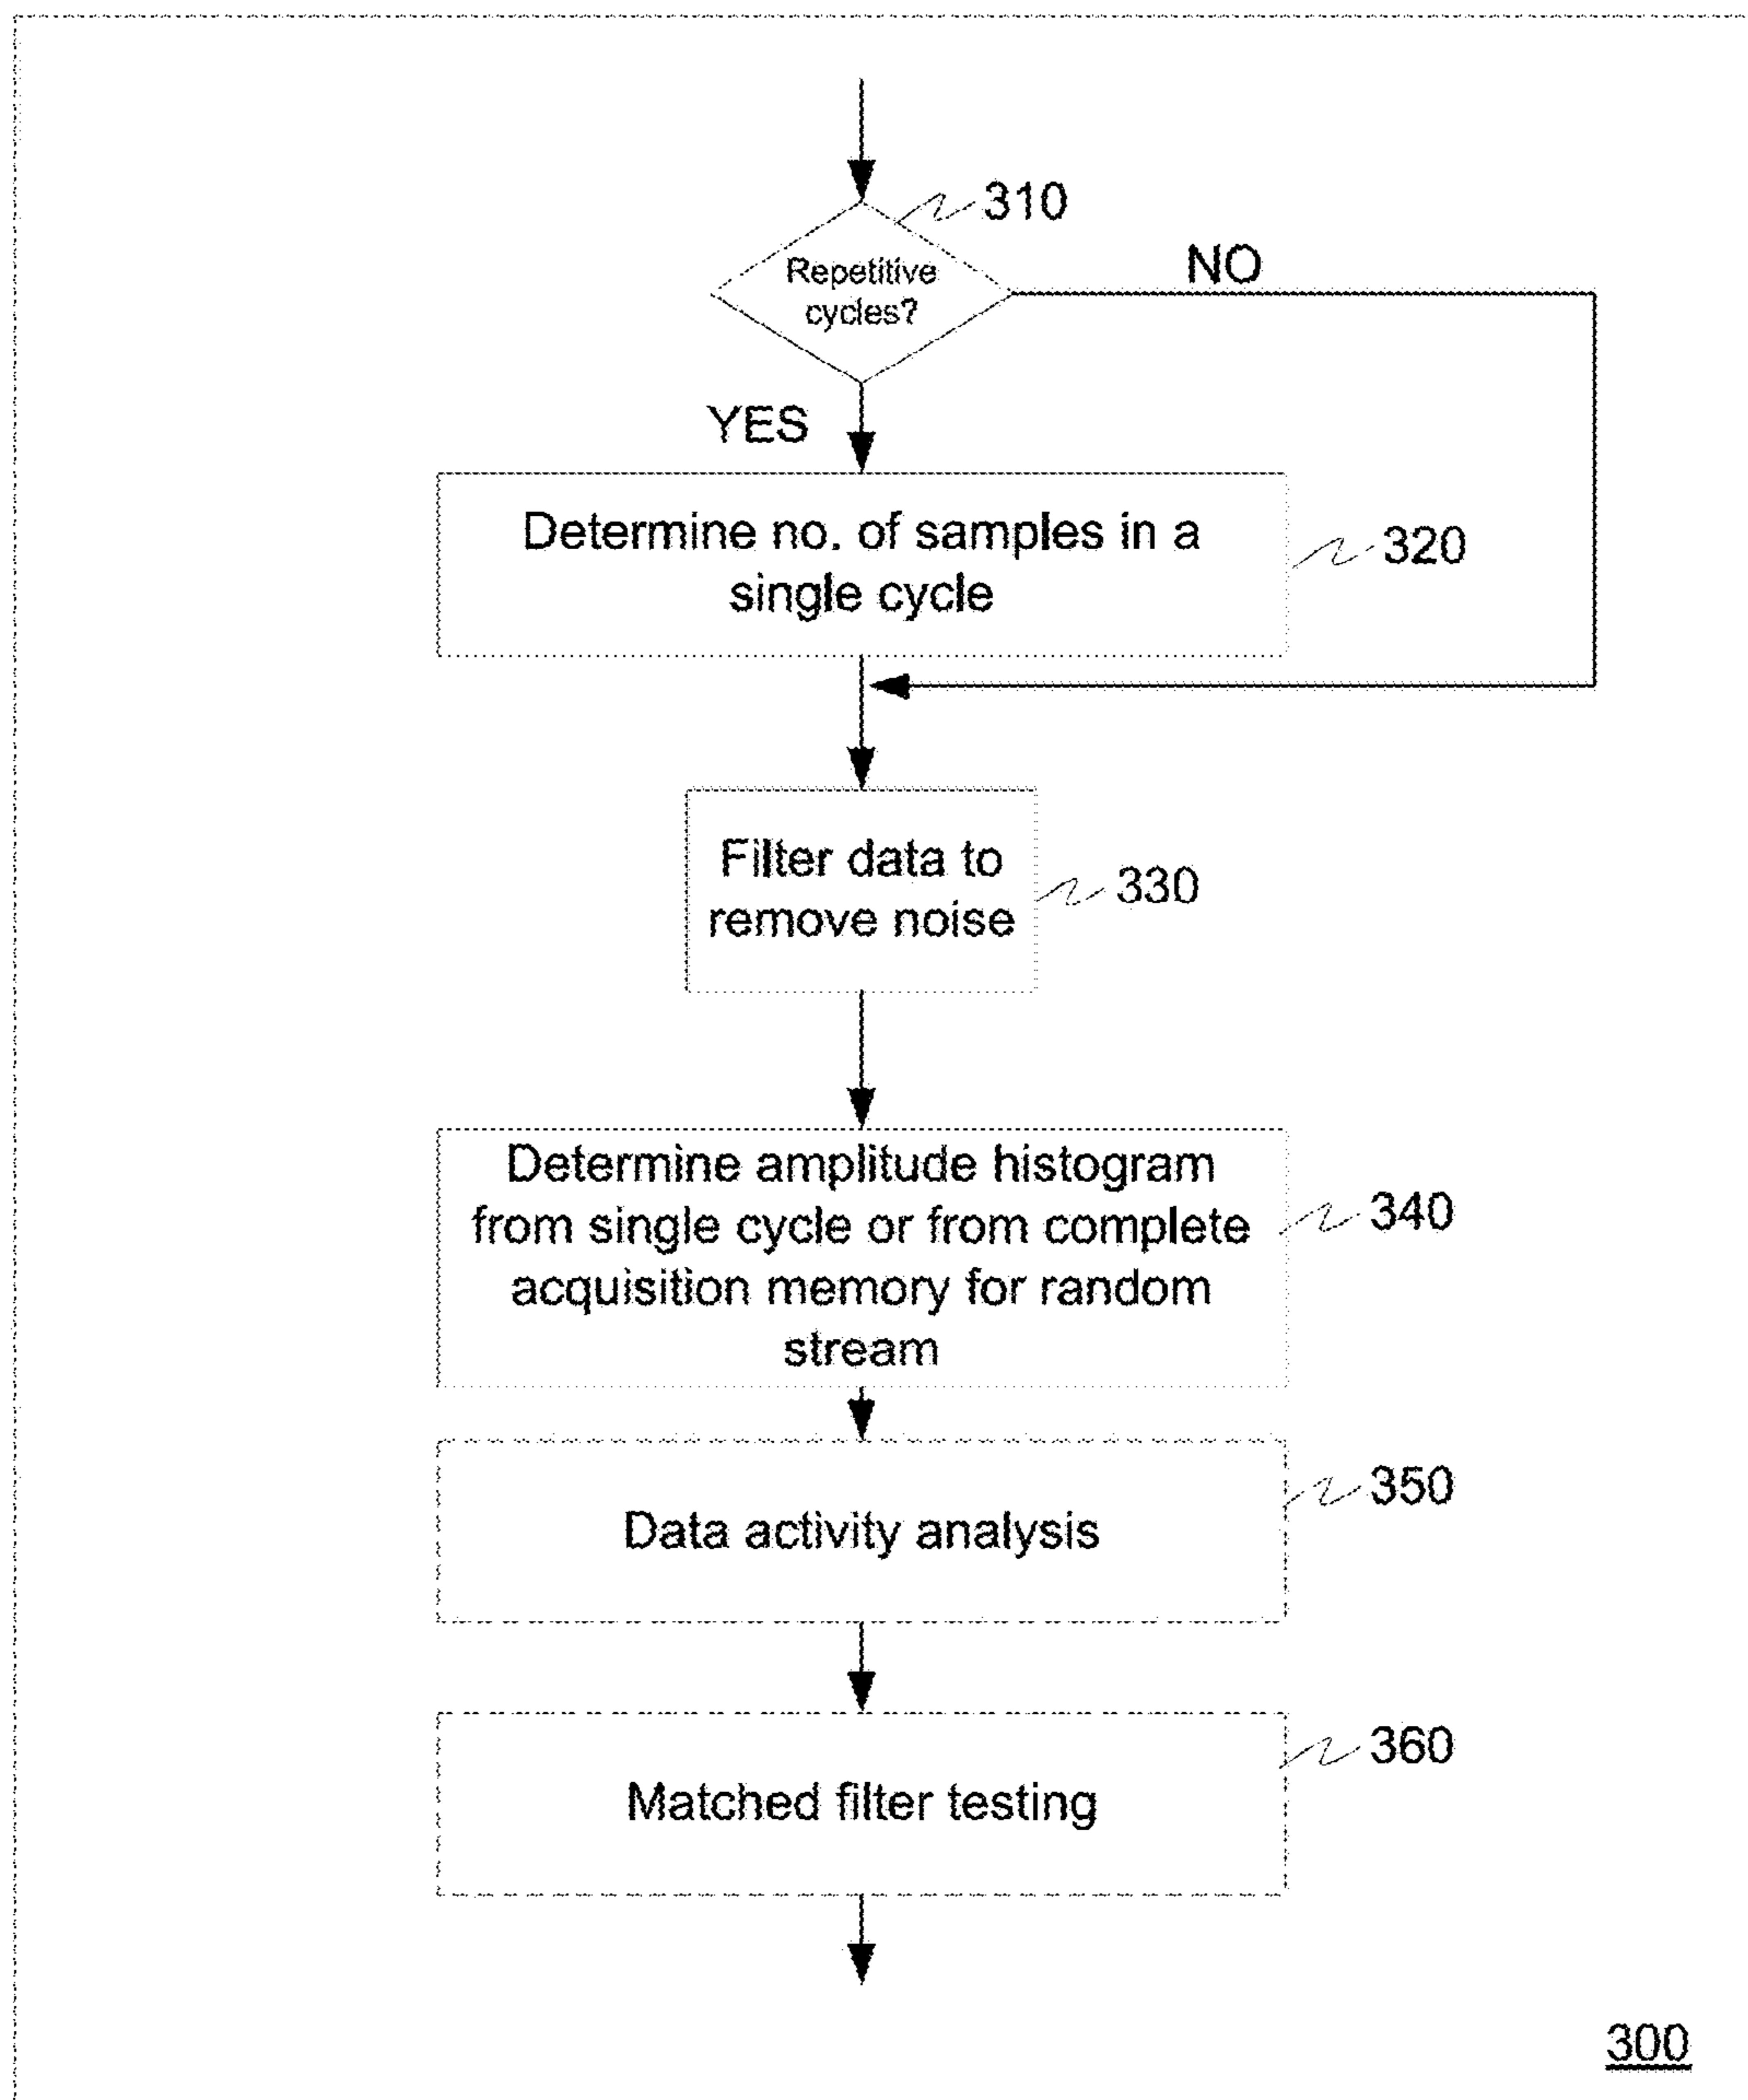 310
Repetitive
cycles?
NO
YES
Determine no. of samples in a
single cycle
320
Filter data to
remove noise
330
Determine amplitude histogram
from single cycle or from complete
acquisition memory for random
stream
340
Data activity analysis
350
Matched filter testing
360
300